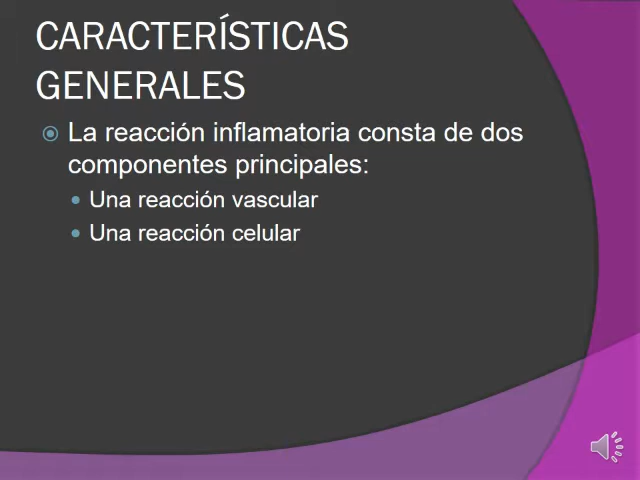 CARACTERÍSTICAS
GENERALES
La reacción inflamatoria consta de dos
componentes principales:
Una reacción vascular
Una reacción celular